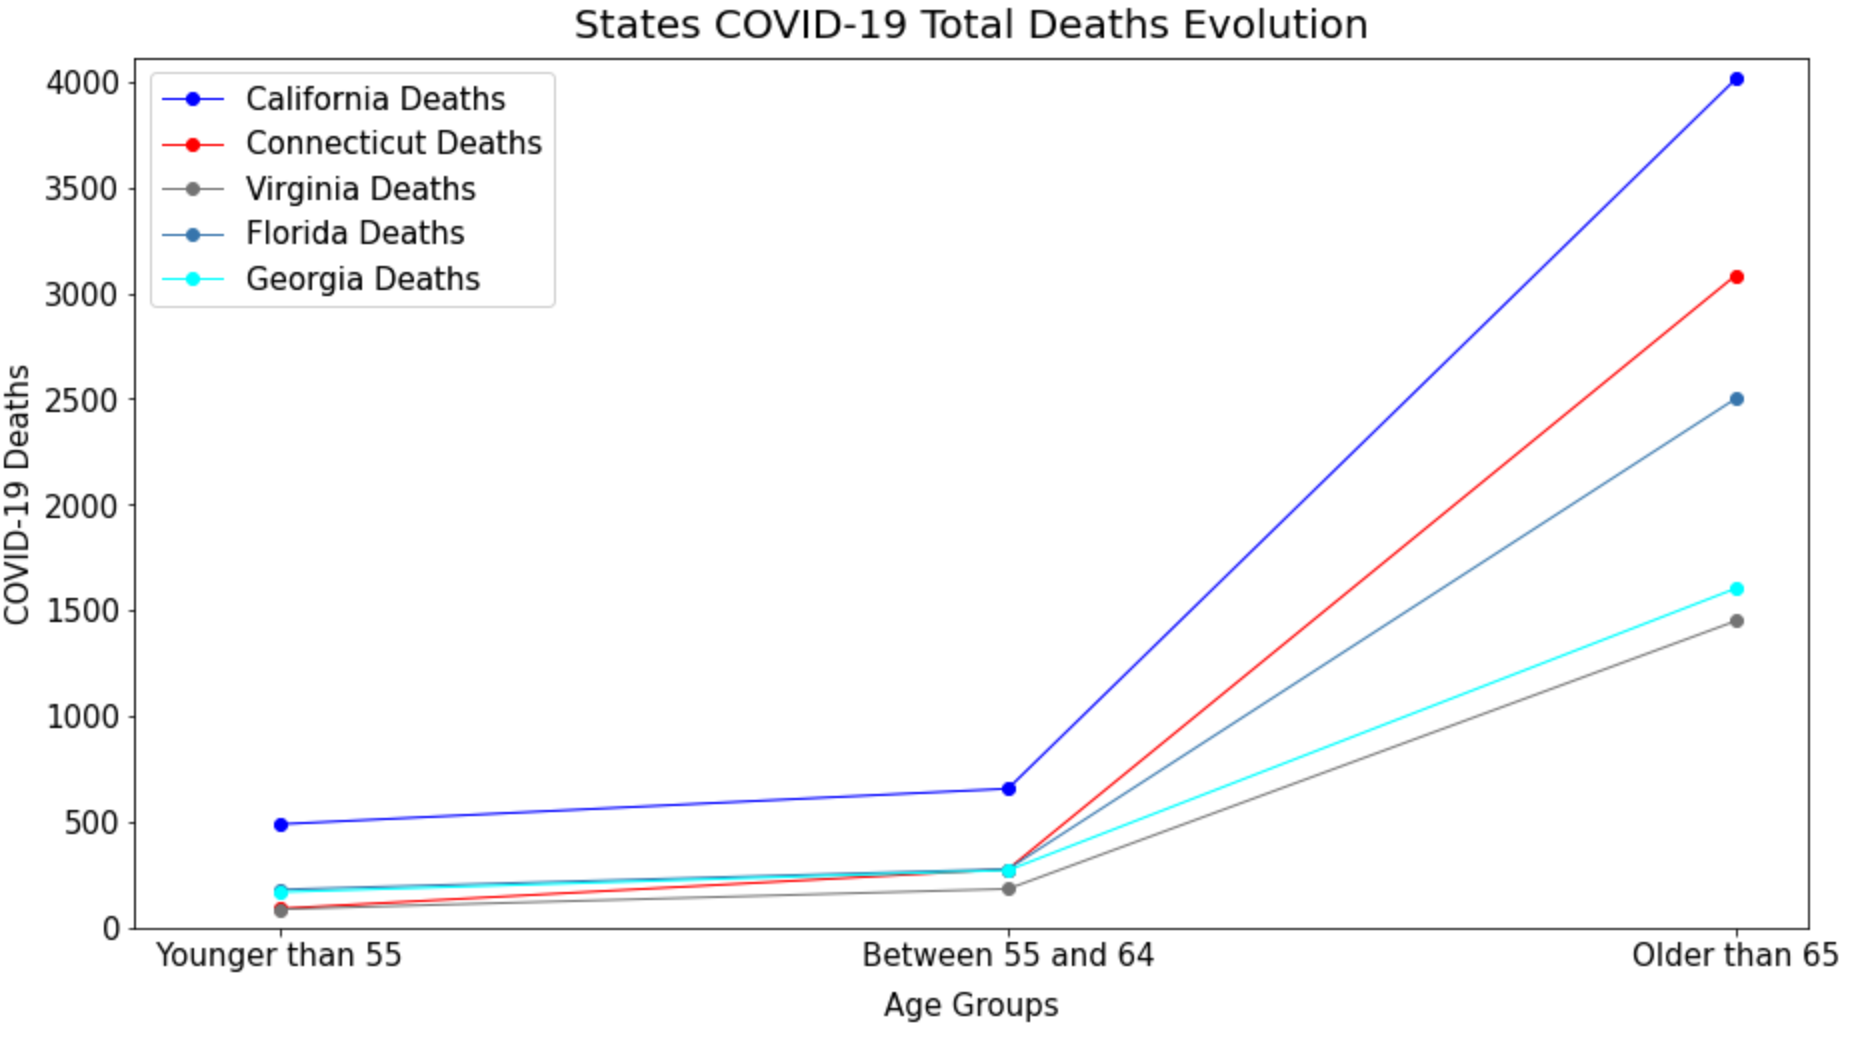 States COVID-19 Total Deaths Evolution
California Deaths
Connecticut Deaths
Virginia Deaths
Florida Deaths
Georgia Deaths
COVID-19 Deaths
4000
3500
3000
2500
2000
1500
1000
500
0
Younger than 55 Between 55 and 64 Older than 65
Age Groups